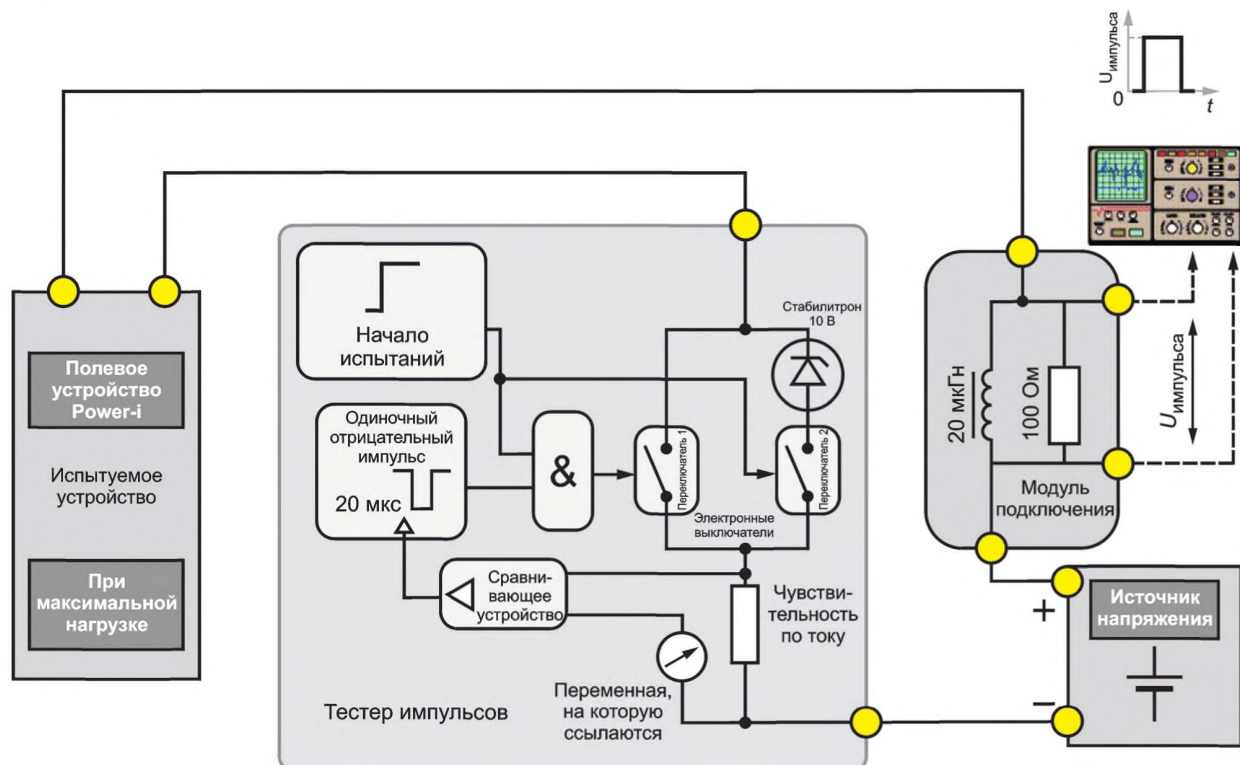 U импульса
0
t
Начало
испытаний
Стабилитрон
10 В
Полевое
устройство
Power-i
Испытуемое
устройство
При
максимальной
нагрузке
Одиночный
отрицательный
импульс
20 мкс
&
Переключатель 1
Переключатель 2
Электронные
выключатели
20 мкГн
100 Ом
U импульса
Модуль
подключения
Сравни-
вающее
устройство
Чувстви-
тельность
по току
Переменная,
на которую
ссылаются
Тестер импульсов
+
Источник
напряжения
–